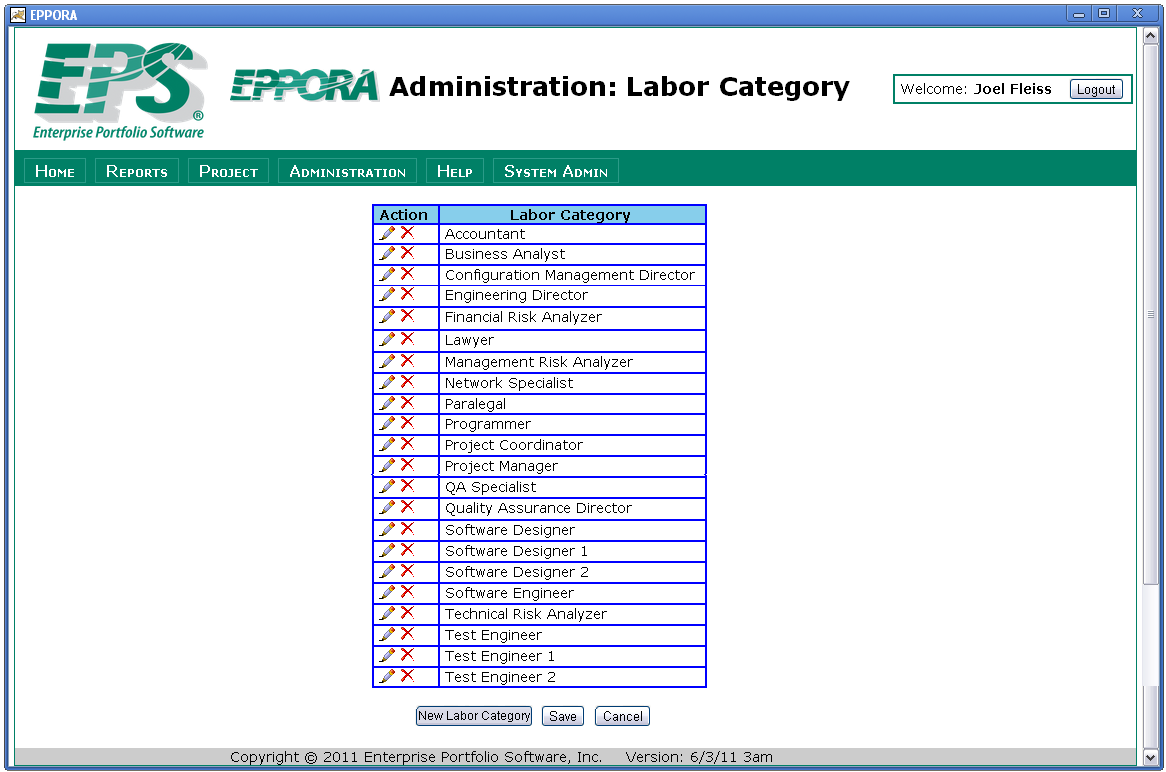 EPPORA
EPS®
Enterprise Portfolio Software
EPPORA Administration: Labor Category
Welcome: Joel Fleiss Logout
Home Reports Project Administration Help System Admin
Action Labor Category
Accountant
Business Analyst
Configuration Management Director
Engineering Director
Financial Risk Analyzer
Lawyer
Management Risk Analyzer
Network Specialist
Paralegal
Programmer
Project Coordinator
Project Manager
QA Specialist
Quality Assurance Director
Software Designer
Software Designer 1
Software Designer 2
Software Engineer
Technical Risk Analyzer
Test Engineer
Test Engineer 1
Test Engineer 2
New Labor Category Save Cancel
Copyright © 2011 Enterprise Portfolio Software, Inc. Version: 6/3/11 3am